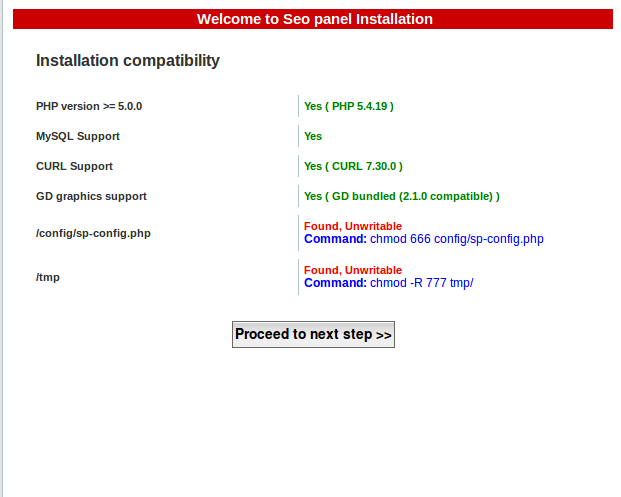 Welcome to Seo panel Installation
Installation compatibility
PHP version >= 5.0.0 Yes ( PHP 5.4.19 )
MySQL Support Yes
CURL Support Yes ( CURL 7.30.0 )
GD graphics support Yes ( GD bundled (2.1.0 compatible) )
/config/sp-config.php Found, Unwritable
Command: chmod 666 config/sp-config.php
/tmp Found, Unwritable
Command: chmod -R 777 tmp/
Proceed to next step >>